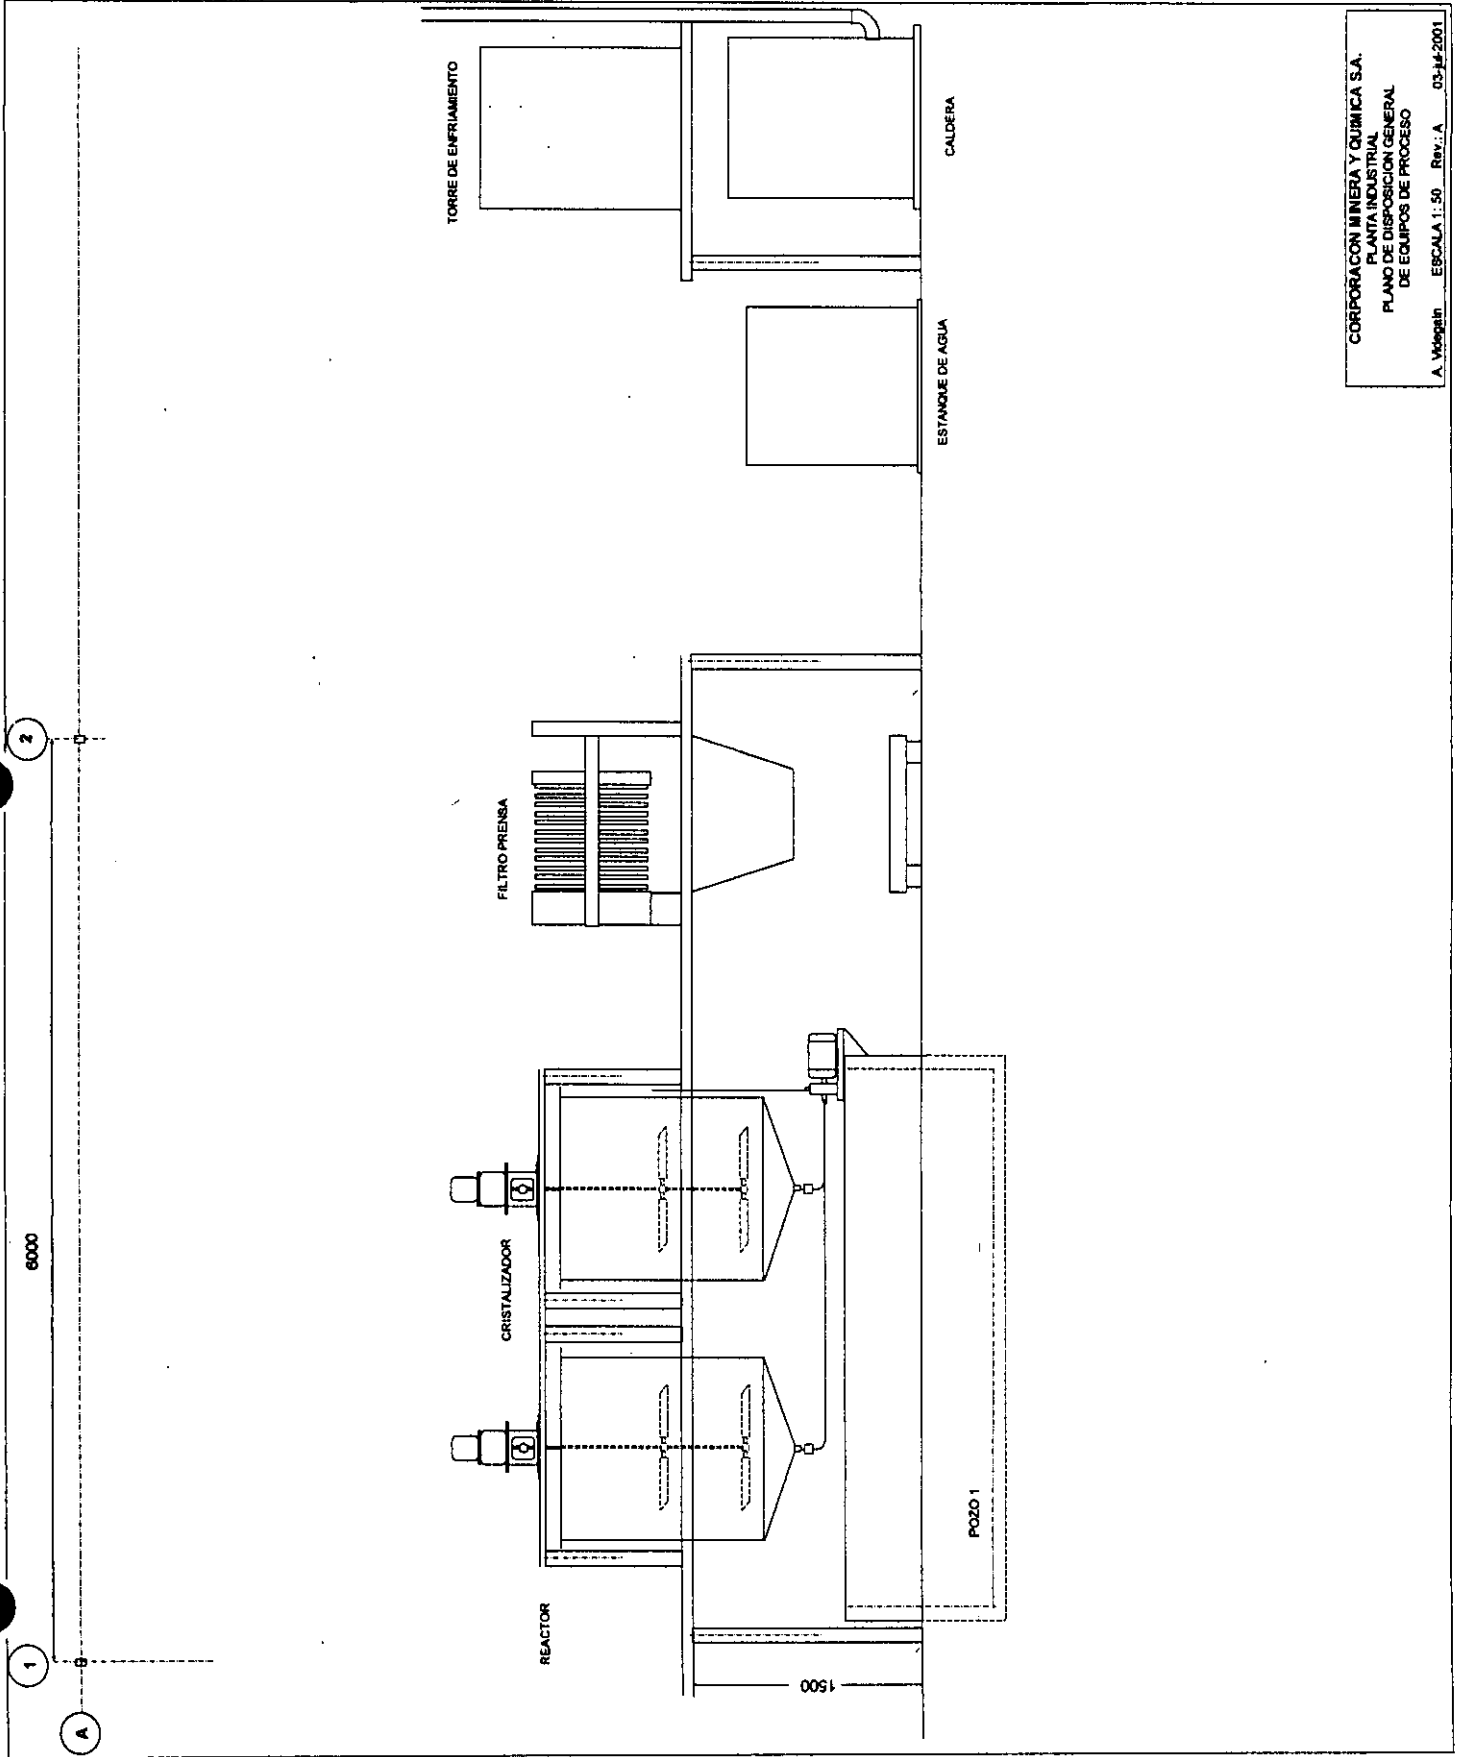 1
2
A
6000
TORRE DE ENFRIAMIENTO
FILTRO PRENSA
CRISTALIZADOR
REACTOR
CALDERA
ESTANQUE DE AGUA
POZO 1
1500
CORPORACON MINERA Y QUIMICA S.A.
PLANTA INDUSTRIAL
PLANO DE DISPOSICION GENERAL
DE EQUIPOS DE PROCESO
A. Videgain ESCALA 1 : 50 Rev.: A 03-jul-2001